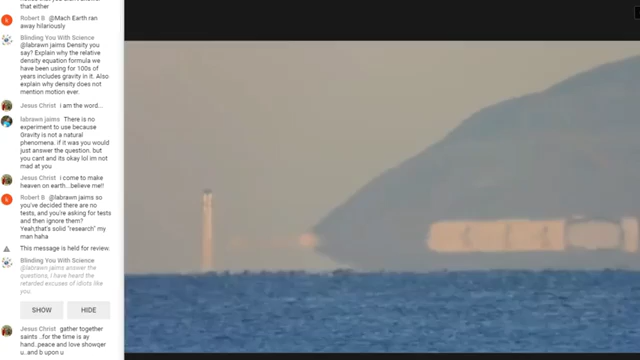 that either
Robert B @Mach Earth ran
away hilariously
Blinding You With Science
@labrawn jaims Density you
say? Explain why the relative
density equation formula we
have been using for 100s of
years includes gravity in it. Also
explain why density does not
mention motion ever.
Jesus Christ i am the word...
labrawn jaims There is no
experiment to use because
Gravity is not a natural
phenomena. if it was you would
just answer the question. but
you cant and its okay lol im not
mad at you
Jesus Christ i come to make
heaven on earth...believe me!!
Robert B @labrawn jaims so
you've decided there are no
tests, and you're asking for tests
and then ignore them?
Yeah,that's solid "research" my
man haha
This message is held for review.
Blinding You With Science
@labrawn jaims answer the
questions, I have heard the
retarded excuses of idiots like
you.
SHOW HIDE
Jesus Christ gather together
saints ..for the time is ay
hand..peace and love showqer
u..and b upon u